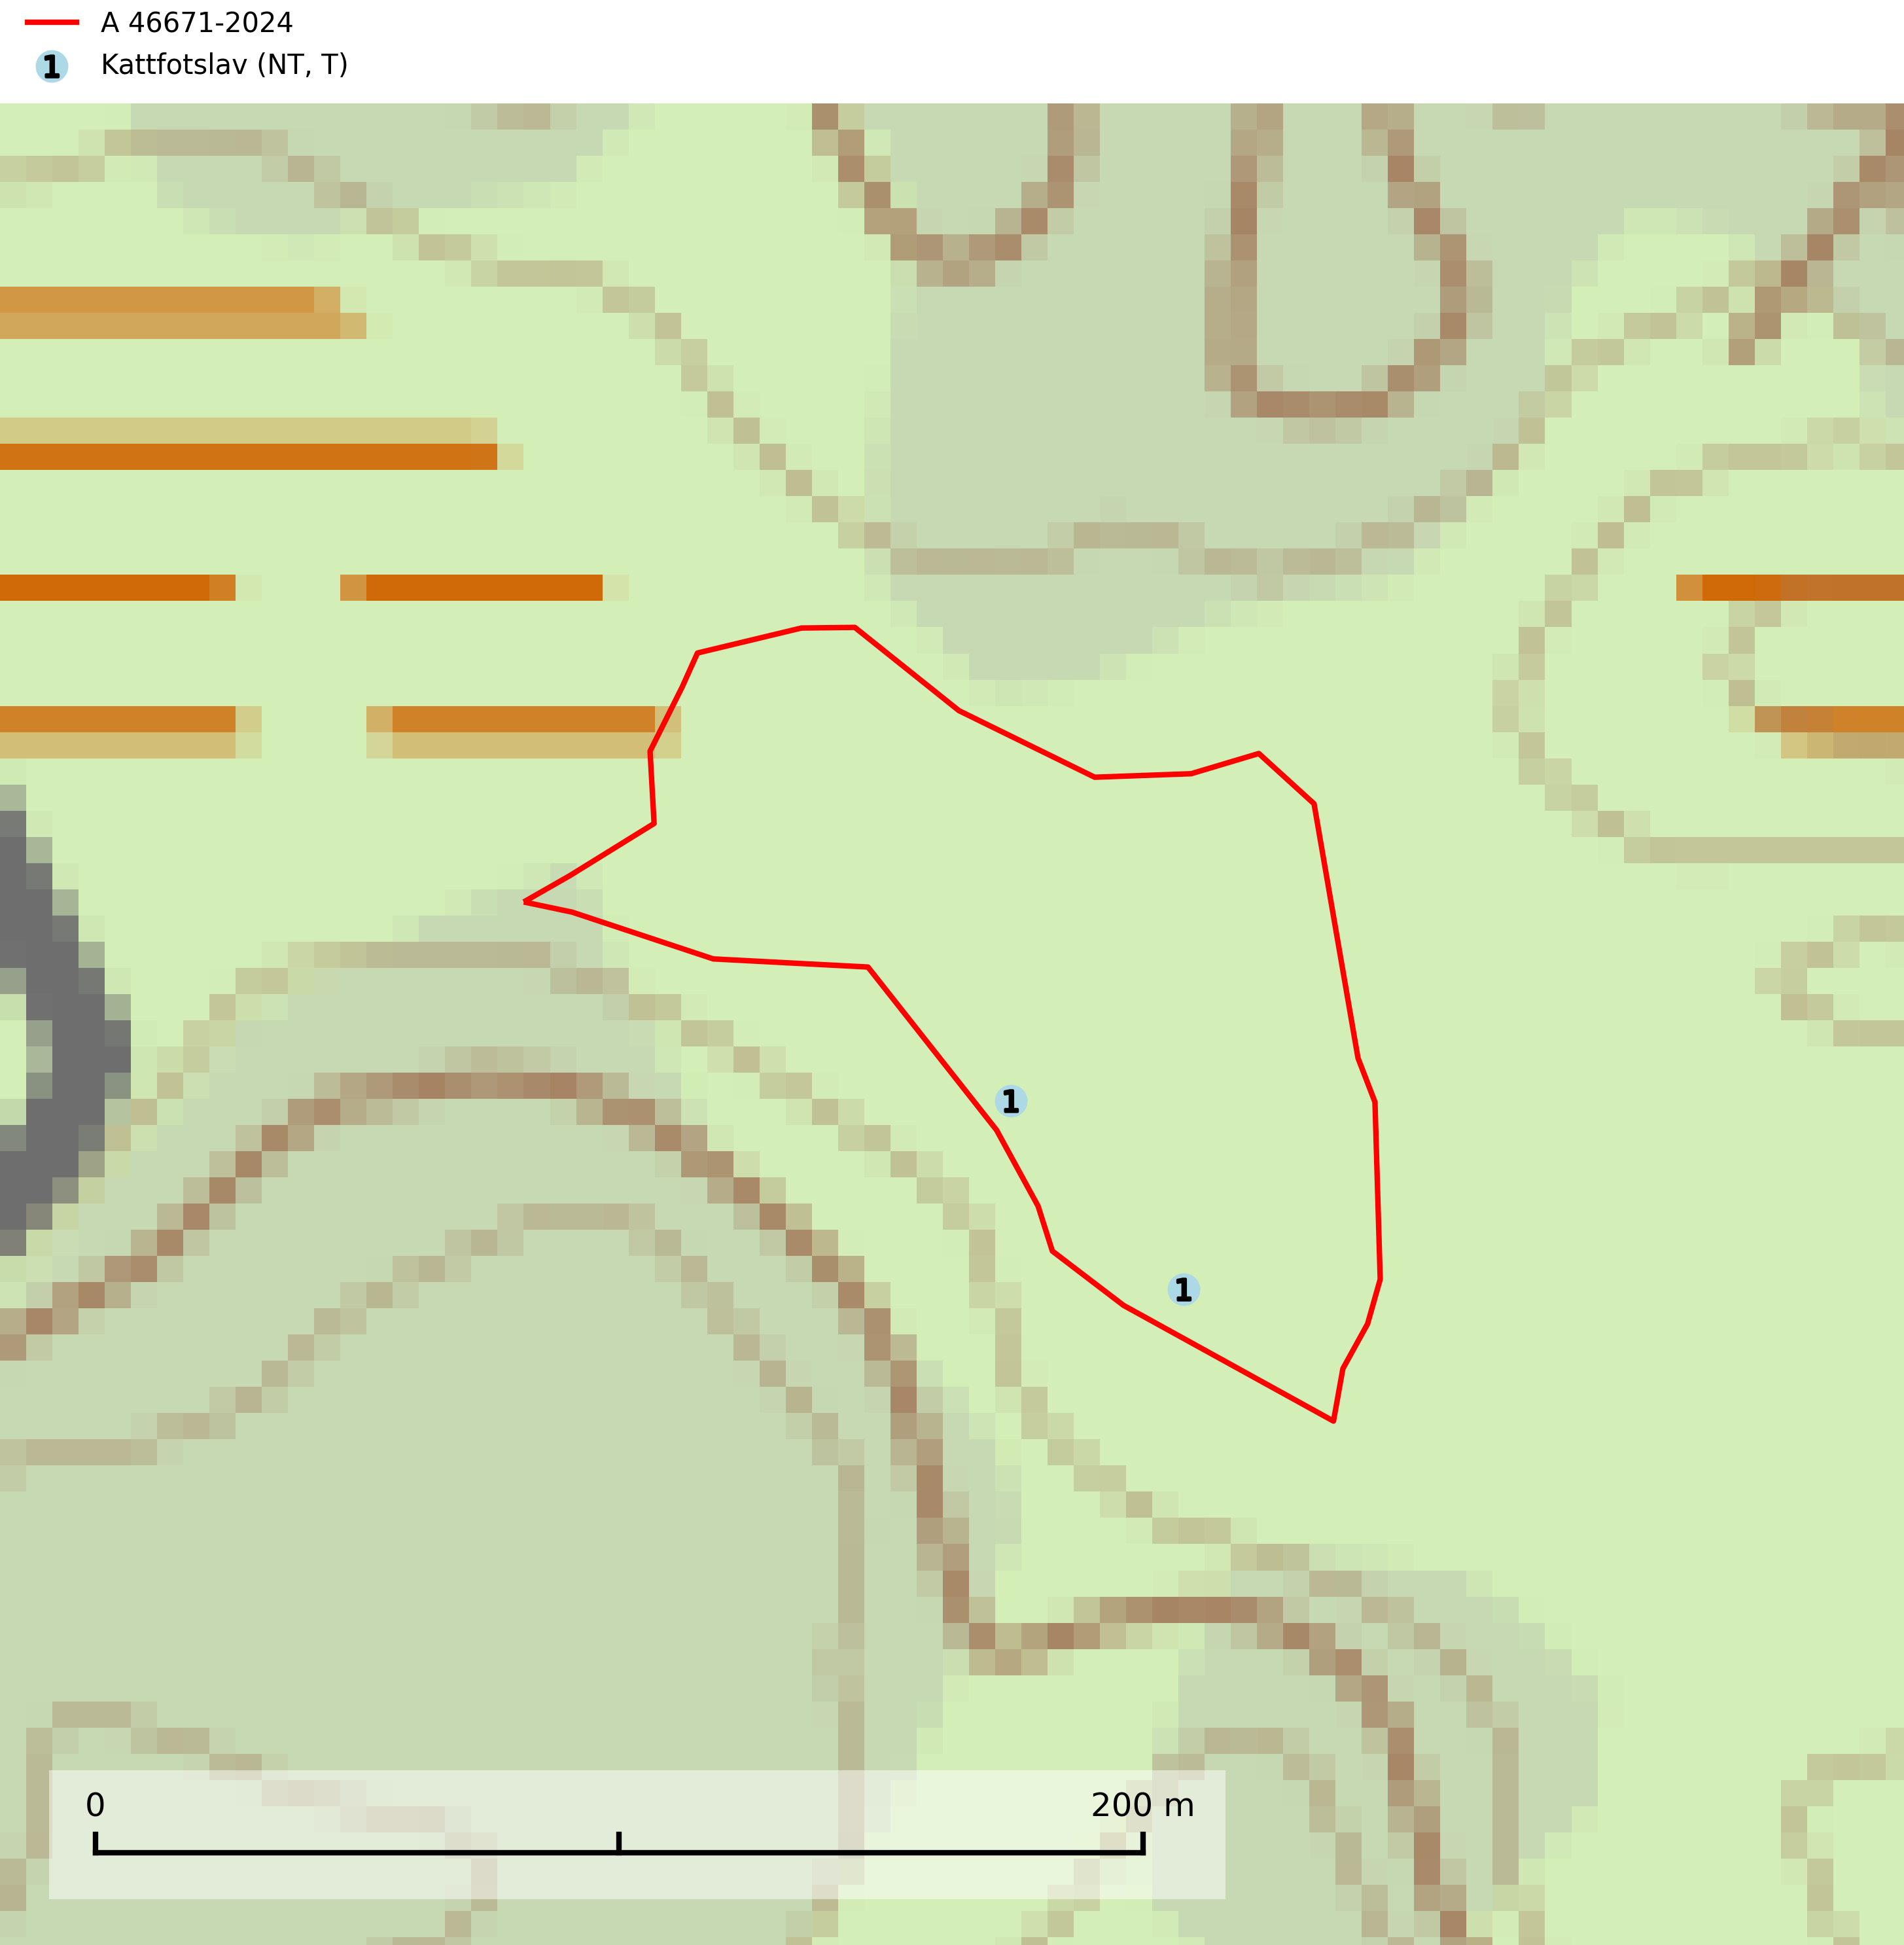 A 46671-2024
1 Kattfotslav (NT, T)
1
1
0 200 m